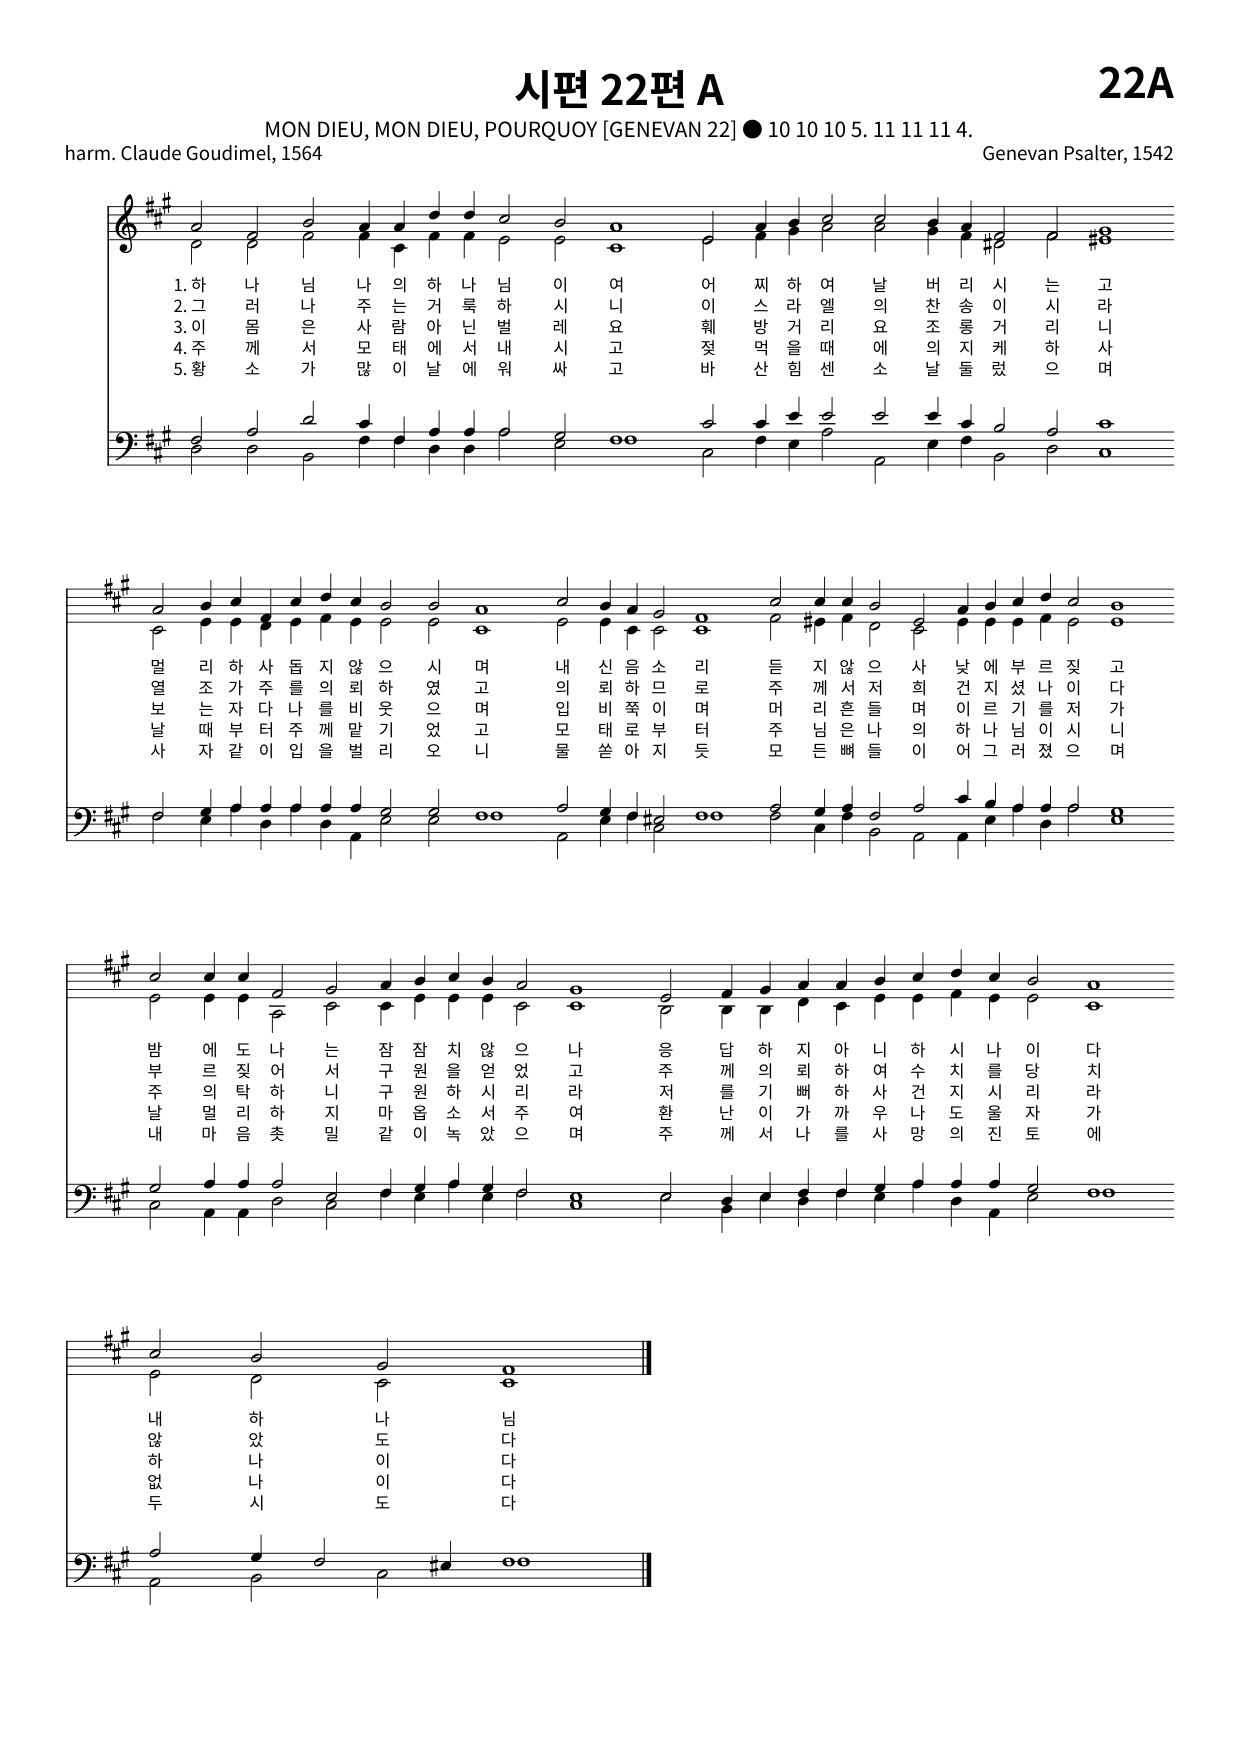 시편 22편 A
22A
MON DIEU, MON DIEU, POURQUOY [GENEVAN 22] ● 10 10 10 5. 11 11 11 4.
harm. Claude Goudimel, 1564
Genevan Psalter, 1542
1. 하 나 님 나 의 하 나 님 이 여 어 찌 하 여 날 버 리 시 는 고
2. 그 러 나 주 는 거 룩 하 시 니 이 스 라 엘 의 찬 송 이 시 라
3. 이 몸 은 사 람 아 닌 벌 레 요 훼 방 거 리 요 조 롱 거 리 니
4. 주 께 서 모 태 에 서 내 시 고 젖 먹 을 때 에 의 지 케 하 사
5. 황 소 가 많 이 날 에 워 싸 고 바 산 힘 센 소 날 둘 렀 으 며
멀 리 하 사 돕 지 않 으 시 며 내 신 음 소 리 듣 지 않 으 사 낮 에 부 르 짖 고
열 조 가 주 를 의 뢰 하 였 고 의 뢰 하 므 로 주 께 서 저 희 건 지 셨 나 이 다
보 는 자 다 나 를 비 웃 으 며 입 비 쭉 이 며 머 리 흔 들 며 이 르 기 를 저 가
날 때 부 터 주 께 맡 기 었 고 모 태 로 부 터 주 님 은 나 의 하 나 님 이 시 니
사 자 같 이 입 을 벌 리 오 니 물 쏟 아 지 듯 모 든 뼈 들 이 어 그 러 졌 으 며
밤 에 도 나 는 잠 잠 치 않 으 나 응 답 하 지 아 니 하 시 나 이 다
부 르 짖 어 서 구 원 을 얻 었 고 주 께 의 뢰 하 여 수 치 를 당 치
주 의 탁 하 니 구 원 하 시 리 라 저 를 기 뻐 하 사 건 지 시 리 라
날 멀 리 하 지 마 옵 소 서 주 여 환 난 이 가 까 우 나 도 울 자 가
내 마 음 촛 밀 같 이 녹 았 으 며 주 께 서 나 를 사 망 의 진 토 에
내 하 나 님
않 았 도 다
하 나 이 다
없 나 이 다
두 시 도 다